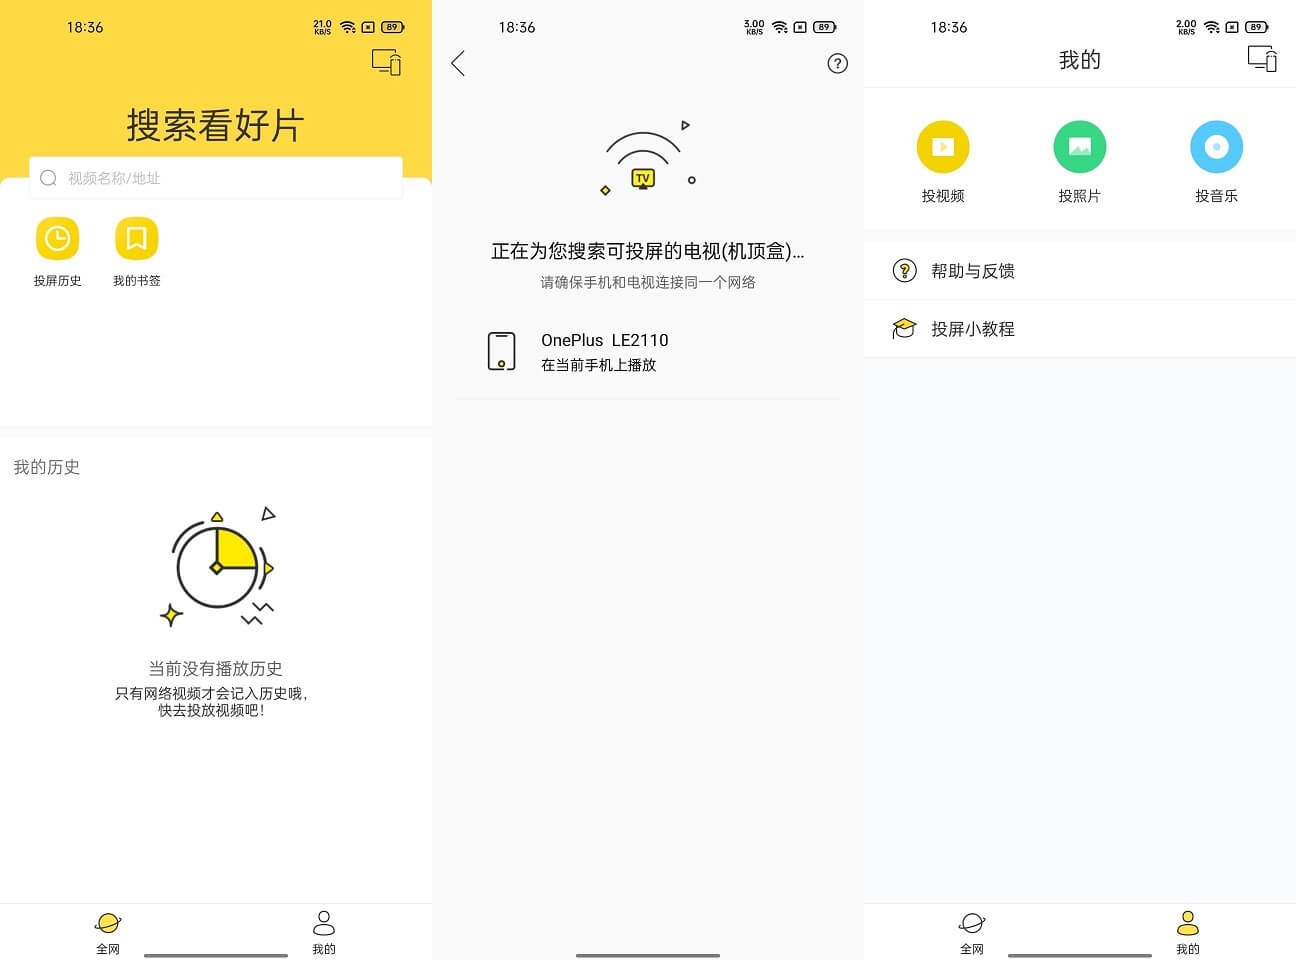 18:36
21.0
KB/S
89
搜索看好片
视频名称/地址
投屏历史
我的书签
我的历史
当前没有播放历史
只有网络视频才会记入历史哦，
快去投放视频吧！
全网
我的
18:36
3.00
KB/S
89
?
TV
正在为您搜索可投屏的电视(机顶盒)...
请确保手机和电视连接同一个网络
OnePlus LE2110
在当前手机上播放
18:36
2.00
KB/S
89
我的
投视频
投照片
投音乐
?
帮助与反馈
投屏小教程
全网
我的